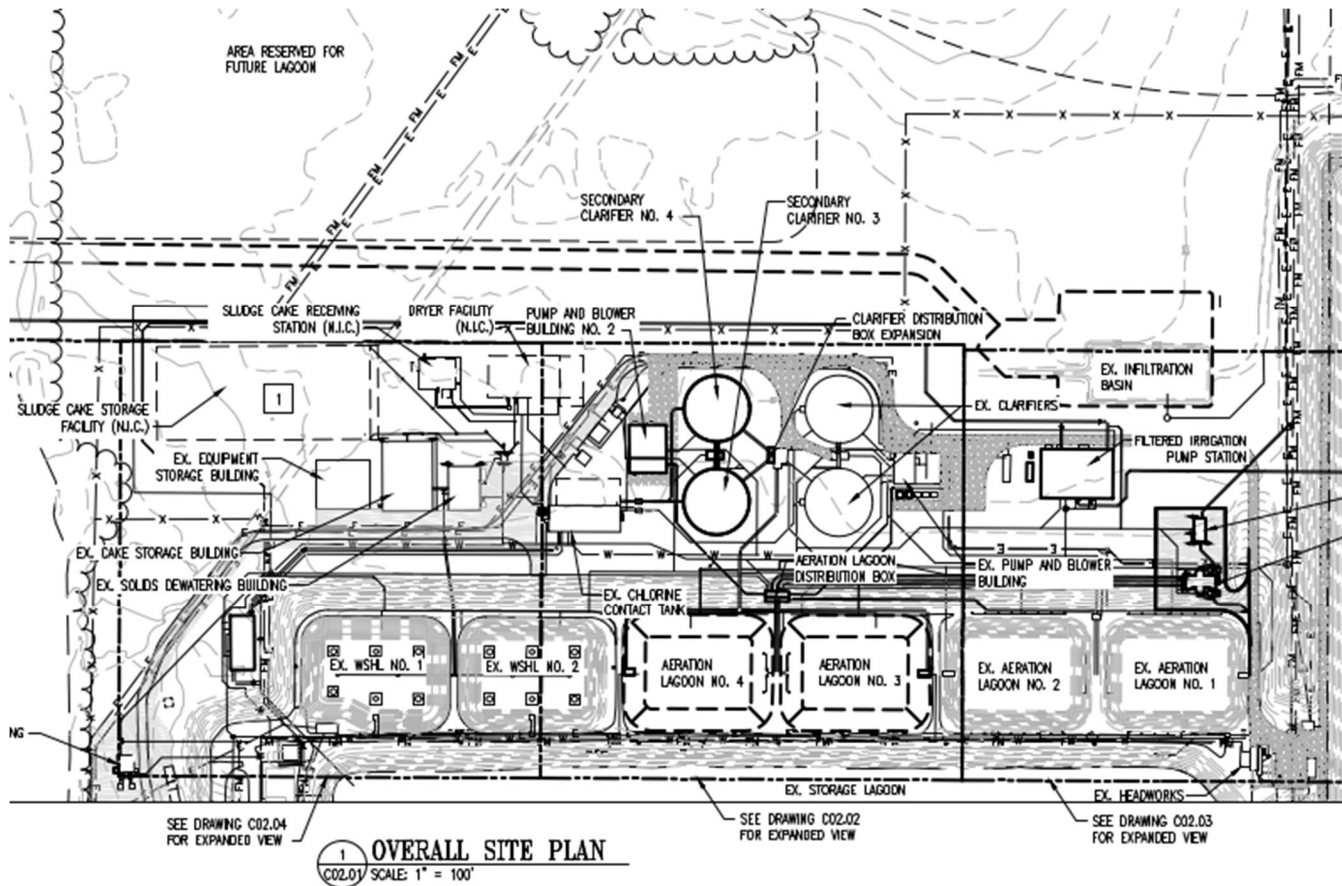 AREA RESERVED FOR
FUTURE LAGOON
SECONDARY
CLARIFIER NO. 4
SECONDARY
CLARIFIER NO. 3
SLUDGE CAKE RECEIVING
STATION (N.I.C.)
DRYER FACILITY
(N.I.C.)
PUMP AND BLOWER
BUILDING NO. 2
CLARIFIER DISTRIBUTION
BOX EXPANSION
EX. INFILTRATION
BASIN
1
SLUDGE CAKE STORAGE
FACILITY (N.I.C.)
EX. CLARIFIERS
EX. EQUIPMENT
STORAGE BUILDING
FILTERED IRRIGATION
PUMP STATION
EX. CAKE STORAGE BUILDING
EX. SOLIDS DEWATERING BUILDING
EX. CHLORINE
CONTACT TANK
AERATION LAGOON
DISTRIBUTION BOX
EX. PUMP AND BLOWER
BUILDING
EX. WSHL NO. 1
EX. WSHL NO. 2
AERATION
LAGOON NO. 4
AERATION
LAGOON NO. 3
EX. AERATION
LAGOON NO. 2
EX. AERATION
LAGOON NO. 1
NG
EX. STORAGE LAGOON
EX. HEADWORKS
SEE DRAWING C02.04
FOR EXPANDED VIEW
SEE DRAWING C02.02
FOR EXPANDED VIEW
SEE DRAWING C02.03
FOR EXPANDED VIEW
1 OVERALL SITE PLAN
C02.01 SCALE: 1" = 100'